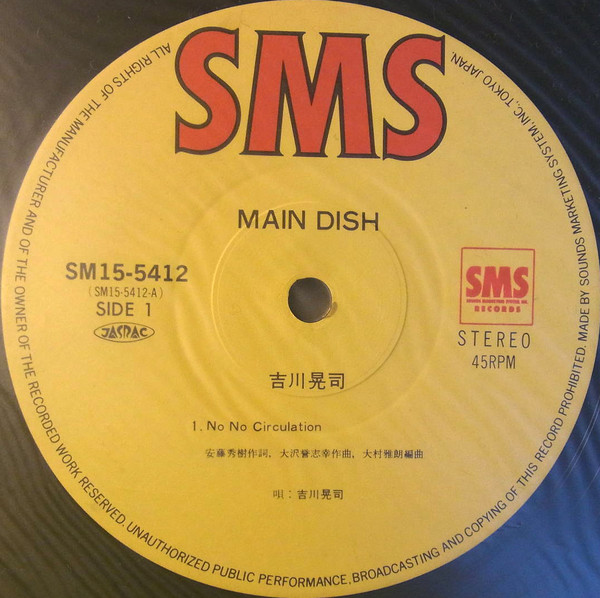 SMS
MAIN DISH
SM15-5412
(SM15-5412-A)
SIDE 1
JASRAC
SMS
SOUNDS MARKETING SYSTEM, INC.
RECORDS
STEREO
45RPM
吉川晃司
1. No No Circulation
安藤秀樹作詞, 大沢誉志幸作曲, 大村雅朗編曲
唄:吉川晃司
ALL RIGHTS OF THE MANUFACTURER AND OF THE OWNER OF THE RECORDED WORK RESERVED. UNAUTHORIZED PUBLIC PERFORMANCE, BROADCASTING AND COPYING OF THIS RECORD PROHIBITED. MADE BY SOUNDS MARKETING SYSTEM, INC., TOKYO JAPAN.